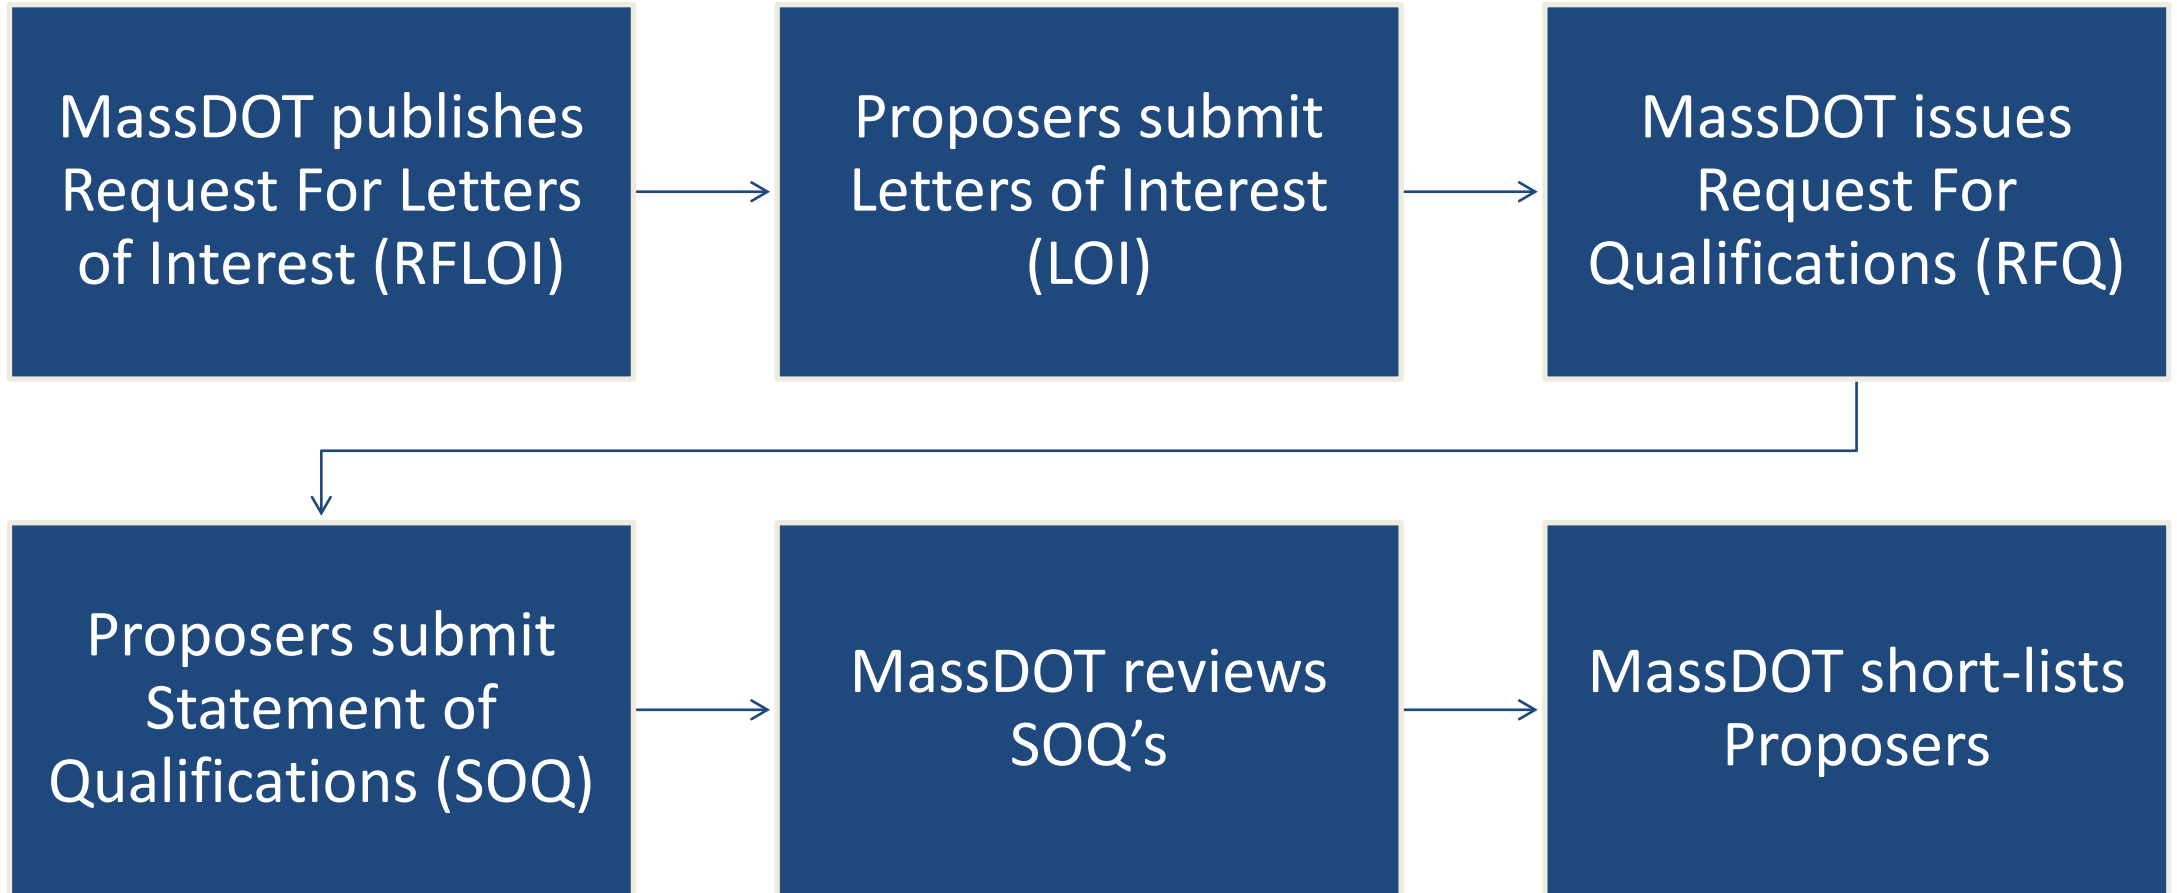 MassDOT publishes
Request For Letters
of Interest (RFLOI)
Proposers submit
Letters of Interest
(LOI)
MassDOT issues
Request For
Qualifications (RFQ)
Proposers submit
Statement of
Qualifications (SOQ)
MassDOT reviews
SOQ’s
MassDOT short-lists
Proposers